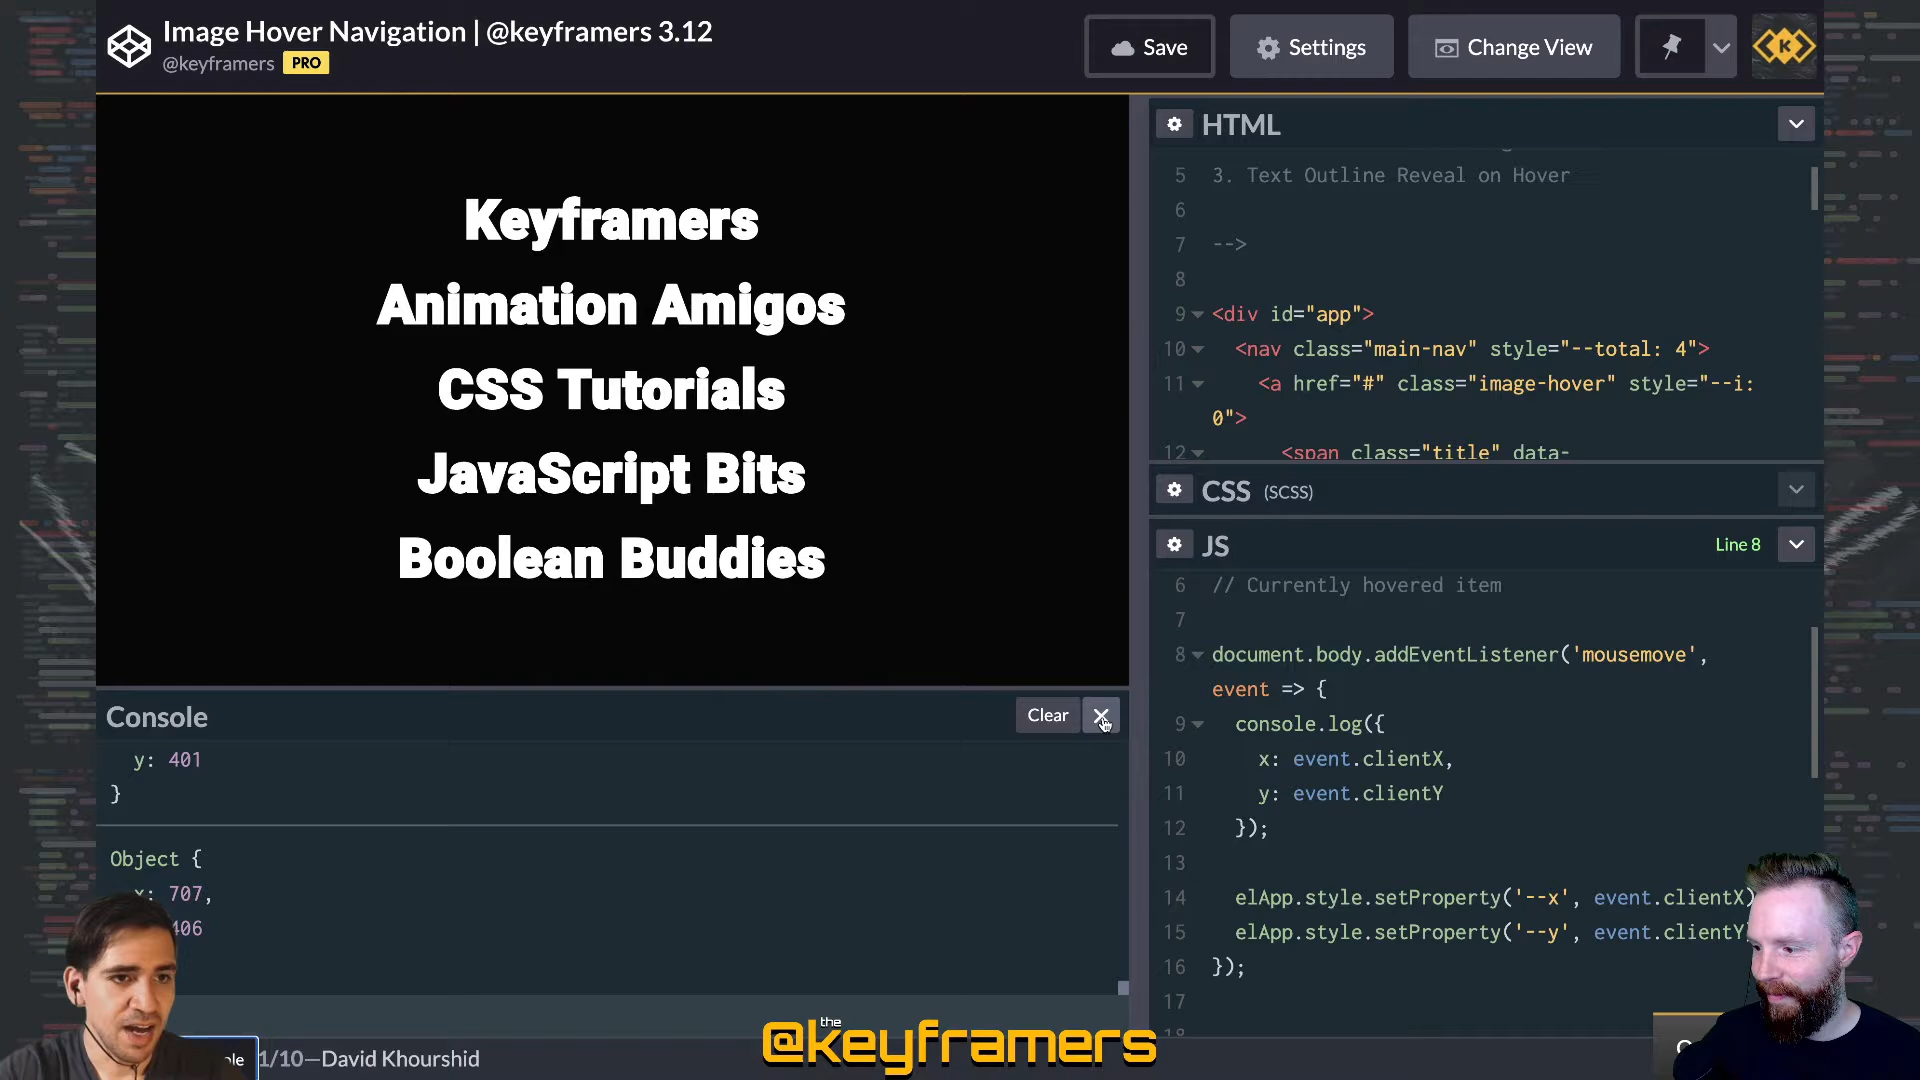 Image Hover Navigation | @keyframers 3.12
@keyframers PRO
Save
Settings
Change View
K
Keyframers
Animation Amigos
CSS Tutorials
JavaScript Bits
Boolean Buddies
Console
Clear
y: 401
}
Object {
x: 707,
406
1/10—David Khourshid
the
@keyframers
HTML
5 3. Text Outline Reveal on Hover
6
7 -->
8
9 <div id="app">
10 <nav class="main-nav" style="--total: 4">
11 <a href="#" class="image-hover" style="--i:
0">
12 <span class="title" data-
CSS (SCSS)
JS
Line 8
6 // Currently hovered item
7
8 document.body.addEventListener('mousemove',
event => {
9 console.log({
10 x: event.clientX,
11 y: event.clientY
12 });
13
14 elApp.style.setProperty('--x', event.clientX)
15 elApp.style.setProperty('--y', event.clientY
16 });
17